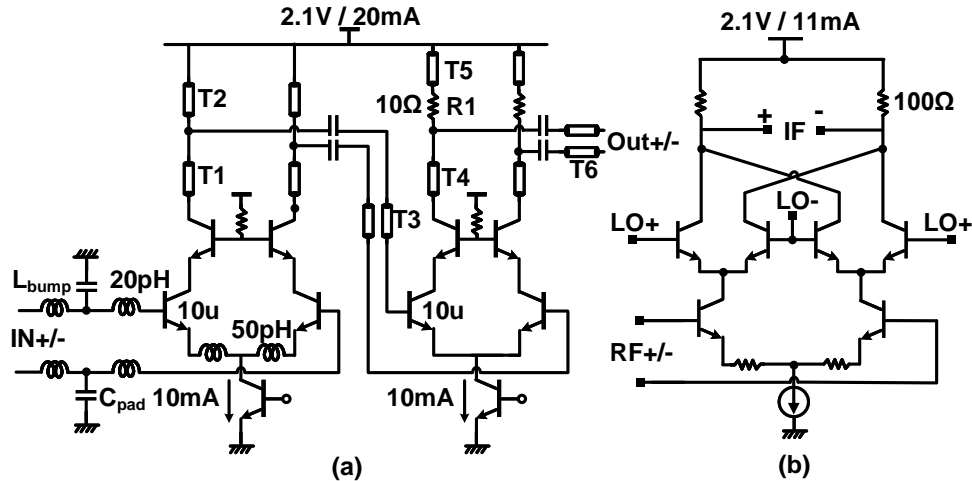 2.1V / 20mA
T2
T1
T3
10Ω
R1
T5
T4
Out+/-
T6
L_bump
20pH
IN+/-
C_pad
10u
50pH
10mA
10u
10mA
(a)
2.1V / 11mA
100Ω
+ IF -
LO+
LO-
LO+
RF+/-
(b)